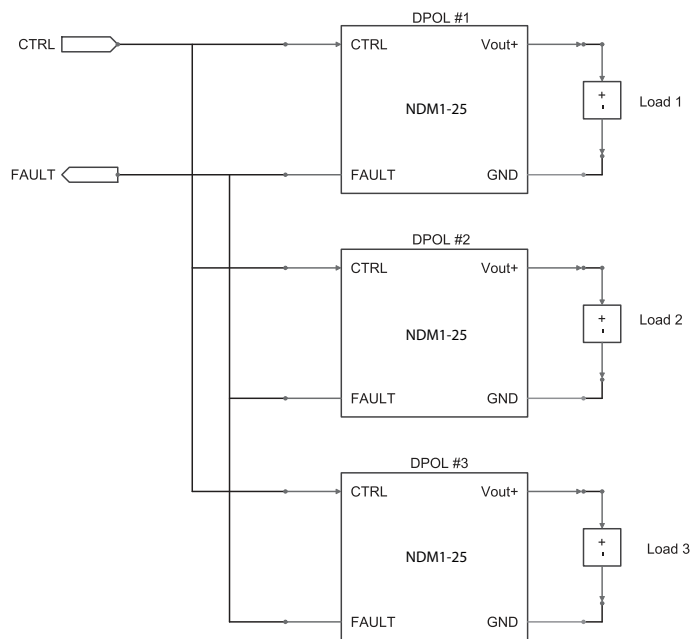 DPOL #1
CTRL
CTRL
Vout+
+
-
Load 1
NDM1-25
FAULT
FAULT
GND
DPOL #2
CTRL
Vout+
+
-
Load 2
NDM1-25
FAULT
GND
DPOL #3
CTRL
Vout+
+
-
Load 3
NDM1-25
FAULT
GND